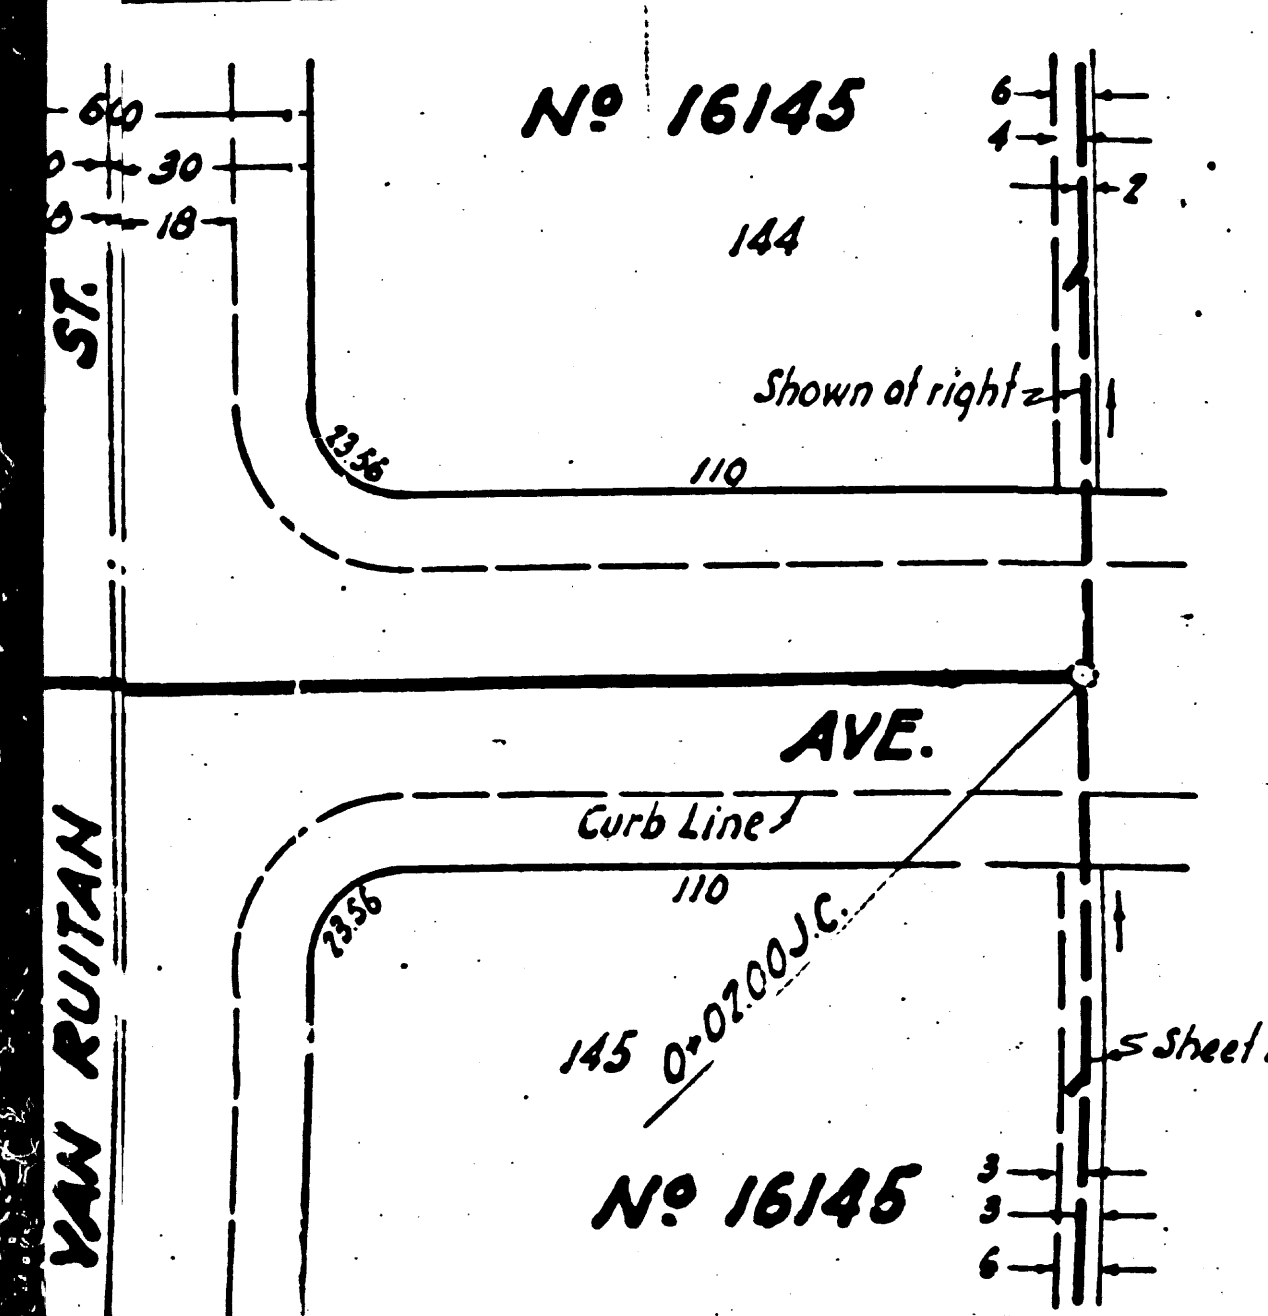 60
30
18
ST.
Nº 16145
144
6
4
2
Shown at right
23.56
110
AVE.
Curb Line
110
23.56
0+07.00 J.C.
145
Sheet
VAN RUITAN
Nº 16145
3
3
6